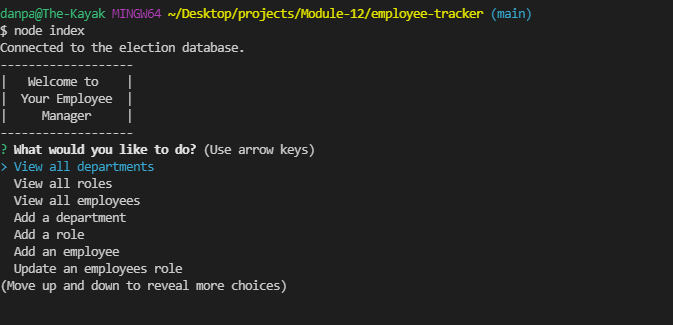 danpa@The-Kayak MINGW64 ~/Desktop/projects/Module-12/employee-tracker (main)
$ node index
Connected to the election database.
-------------------
|   Welcome to    |
|  Your Employee  |
|     Manager     |
-------------------
? What would you like to do? (Use arrow keys)
> View all departments
  View all roles
  View all employees
  Add a department
  Add a role
  Add an employee
  Update an employees role
(Move up and down to reveal more choices)